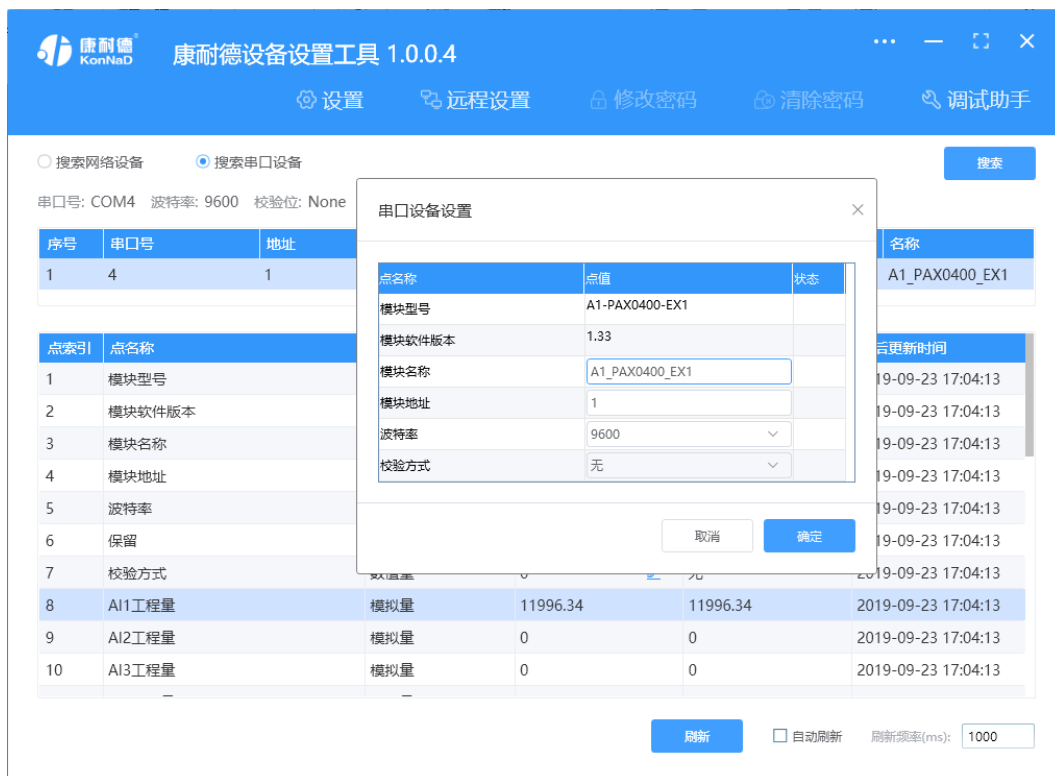 康耐德
KonNaD
康耐德设备设置工具 1.0.0.4
设置 远程设置 修改密码 清除密码 调试助手
搜索网络设备 搜索串口设备 搜索
串口号: COM4 波特率: 9600 校验位: None
序号 串口号 地址 名称
1 4 1 A1_PAX0400_EX1
串口设备设置
点名称 点值 状态
模块型号 A1-PAX0400-EX1
模块软件版本 1.33
模块名称 A1_PAX0400_EX1
模块地址 1
波特率 9600
校验方式 无
取消 确定
点索引 点名称 后更新时间
1 模块型号 19-09-23 17:04:13
2 模块软件版本 19-09-23 17:04:13
3 模块名称 19-09-23 17:04:13
4 模块地址 19-09-23 17:04:13
5 波特率 19-09-23 17:04:13
6 保留 19-09-23 17:04:13
7 校验方式 数值量 0 无 2019-09-23 17:04:13
8 AI1工程量 模拟量 11996.34 11996.34 2019-09-23 17:04:13
9 AI2工程量 模拟量 0 0 2019-09-23 17:04:13
10 AI3工程量 模拟量 0 0 2019-09-23 17:04:13
刷新 自动刷新 刷新频率(ms): 1000